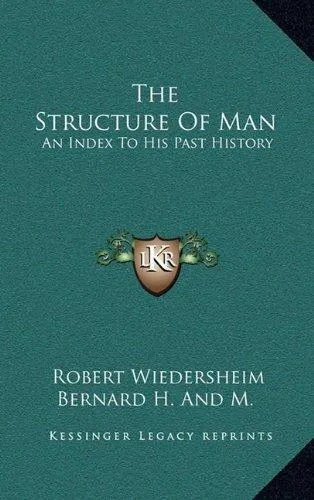 The
Structure Of Man
An Index To His Past History
LKR
Robert Wiedersheim
Bernard H. And M.
Kessinger Legacy reprints